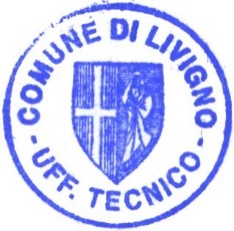 COMUNE DI LIVIGNO
- UFF. TECNICO -